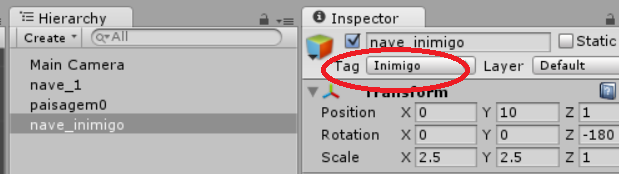 Hierarchy
Create All
Main Camera
nave_1
paisagem0
nave_inimigo
Inspector
nave_inimigo Static
Tag Inimigo Layer Default
Transform
Position X 0 Y 10 Z 1
Rotation X 0 Y 0 Z -180
Scale X 2.5 Y 2.5 Z 1